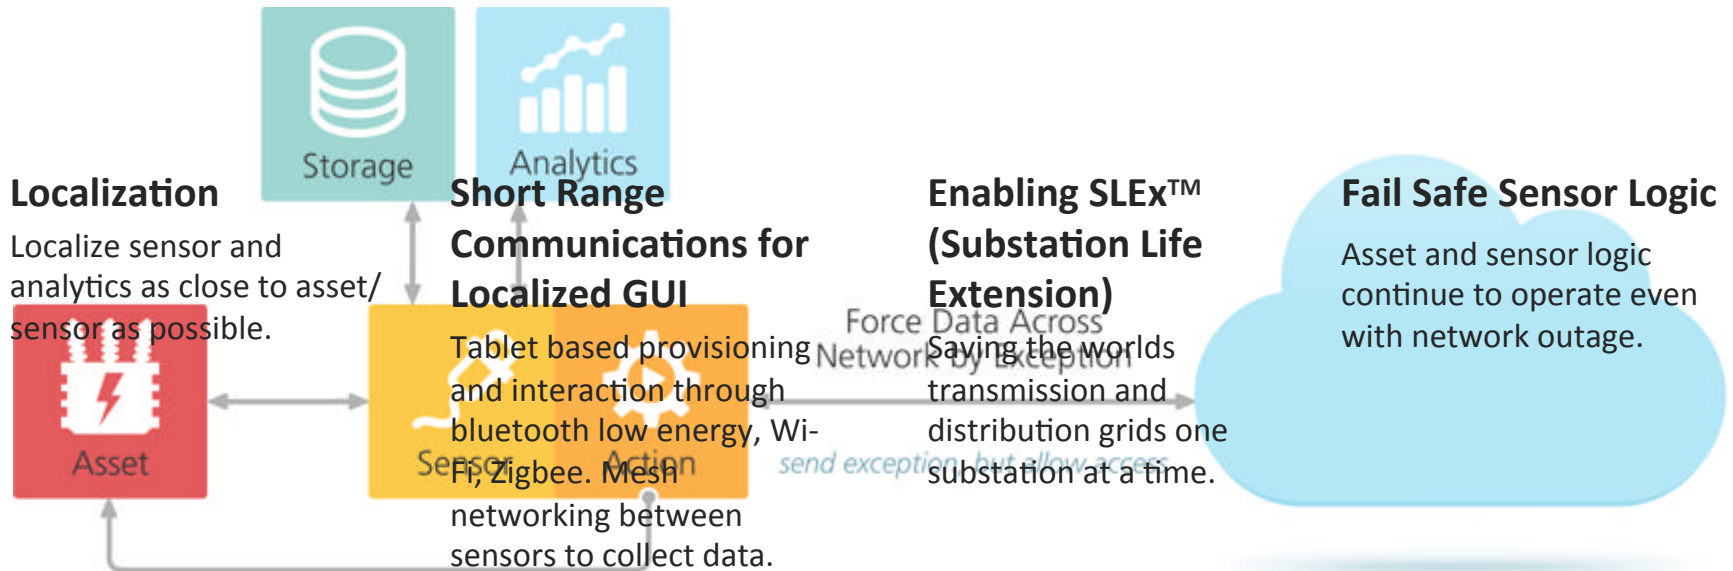 Storage
Analytics
Localization
Localize sensor and
analytics as close to asset/
sensor as possible.
Short Range
Communications for
Localized GUI
Tablet based provisioning
and interaction through
bluetooth low energy, Wi-
Fi, Zigbee. Mesh
networking between
sensors to collect data.
Enabling SLEx™
(Substation Life
Extension)
Saving the worlds
transmission and
distribution grids one
substation at a time.
Fail Safe Sensor Logic
Asset and sensor logic
continue to operate even
with network outage.
Force Data Across
Network by Exception
send exception, but allow access
Asset
Sensor
Action